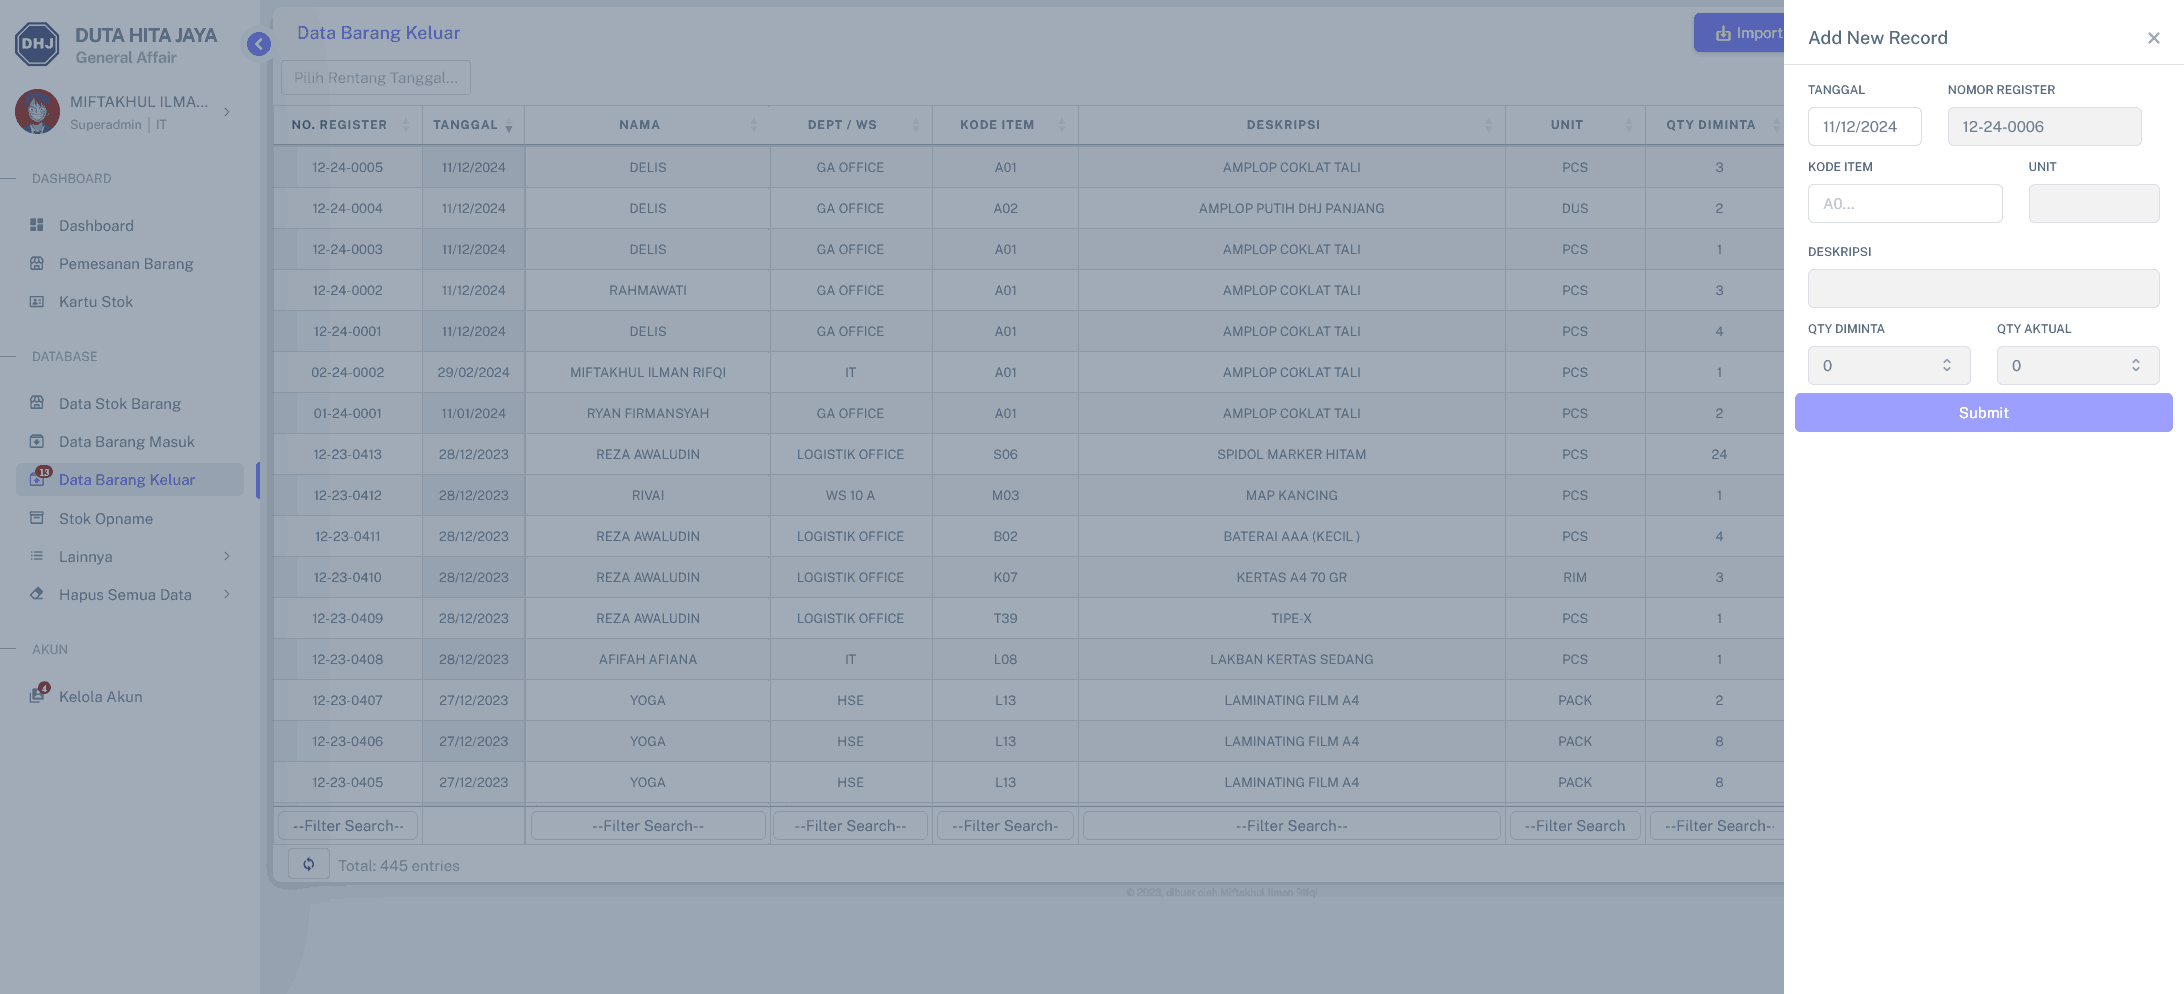 DHJ
DUTA HITA JAYA
General Affair
MIFTAKHUL ILMA...
Superadmin | IT
DASHBOARD
Dashboard
Pemesanan Barang
Kartu Stok
DATABASE
Data Stok Barang
Data Barang Masuk
13
Data Barang Keluar
Stok Opname
Lainnya
Hapus Semua Data
AKUN
4
Kelola Akun
Data Barang Keluar
Import
Pilih Rentang Tanggal...
NO. REGISTER TANGGAL NAMA DEPT / WS KODE ITEM DESKRIPSI UNIT QTY DIMINTA
12-24-0005 11/12/2024 DELIS GA OFFICE A01 AMPLOP COKLAT TALI PCS 3
12-24-0004 11/12/2024 DELIS GA OFFICE A02 AMPLOP PUTIH DHJ PANJANG DUS 2
12-24-0003 11/12/2024 DELIS GA OFFICE A01 AMPLOP COKLAT TALI PCS 1
12-24-0002 11/12/2024 RAHMAWATI GA OFFICE A01 AMPLOP COKLAT TALI PCS 3
12-24-0001 11/12/2024 DELIS GA OFFICE A01 AMPLOP COKLAT TALI PCS 4
02-24-0002 29/02/2024 MIFTAKHUL ILMAN RIFQI IT A01 AMPLOP COKLAT TALI PCS 1
01-24-0001 11/01/2024 RYAN FIRMANSYAH GA OFFICE A01 AMPLOP COKLAT TALI PCS 2
12-23-0413 28/12/2023 REZA AWALUDIN LOGISTIK OFFICE S06 SPIDOL MARKER HITAM PCS 24
12-23-0412 28/12/2023 RIVAI WS 10 A M03 MAP KANCING PCS 1
12-23-0411 28/12/2023 REZA AWALUDIN LOGISTIK OFFICE B02 BATERAI AAA (KECIL ) PCS 4
12-23-0410 28/12/2023 REZA AWALUDIN LOGISTIK OFFICE K07 KERTAS A4 70 GR RIM 3
12-23-0409 28/12/2023 REZA AWALUDIN LOGISTIK OFFICE T39 TIPE-X PCS 1
12-23-0408 28/12/2023 AFIFAH AFIANA IT L08 LAKBAN KERTAS SEDANG PCS 1
12-23-0407 27/12/2023 YOGA HSE L13 LAMINATING FILM A4 PACK 2
12-23-0406 27/12/2023 YOGA HSE L13 LAMINATING FILM A4 PACK 8
12-23-0405 27/12/2023 YOGA HSE L13 LAMINATING FILM A4 PACK 8
--Filter Search-- --Filter Search-- --Filter Search-- --Filter Search- --Filter Search-- --Filter Search --Filter Search--
Total: 445 entries
© 2023, dibuat oleh Miftakhul Ilman Rifqi
Add New Record
TANGGAL NOMOR REGISTER
11/12/2024 12-24-0006
KODE ITEM UNIT
A0...
DESKRIPSI
QTY DIMINTA QTY AKTUAL
0 0
Submit